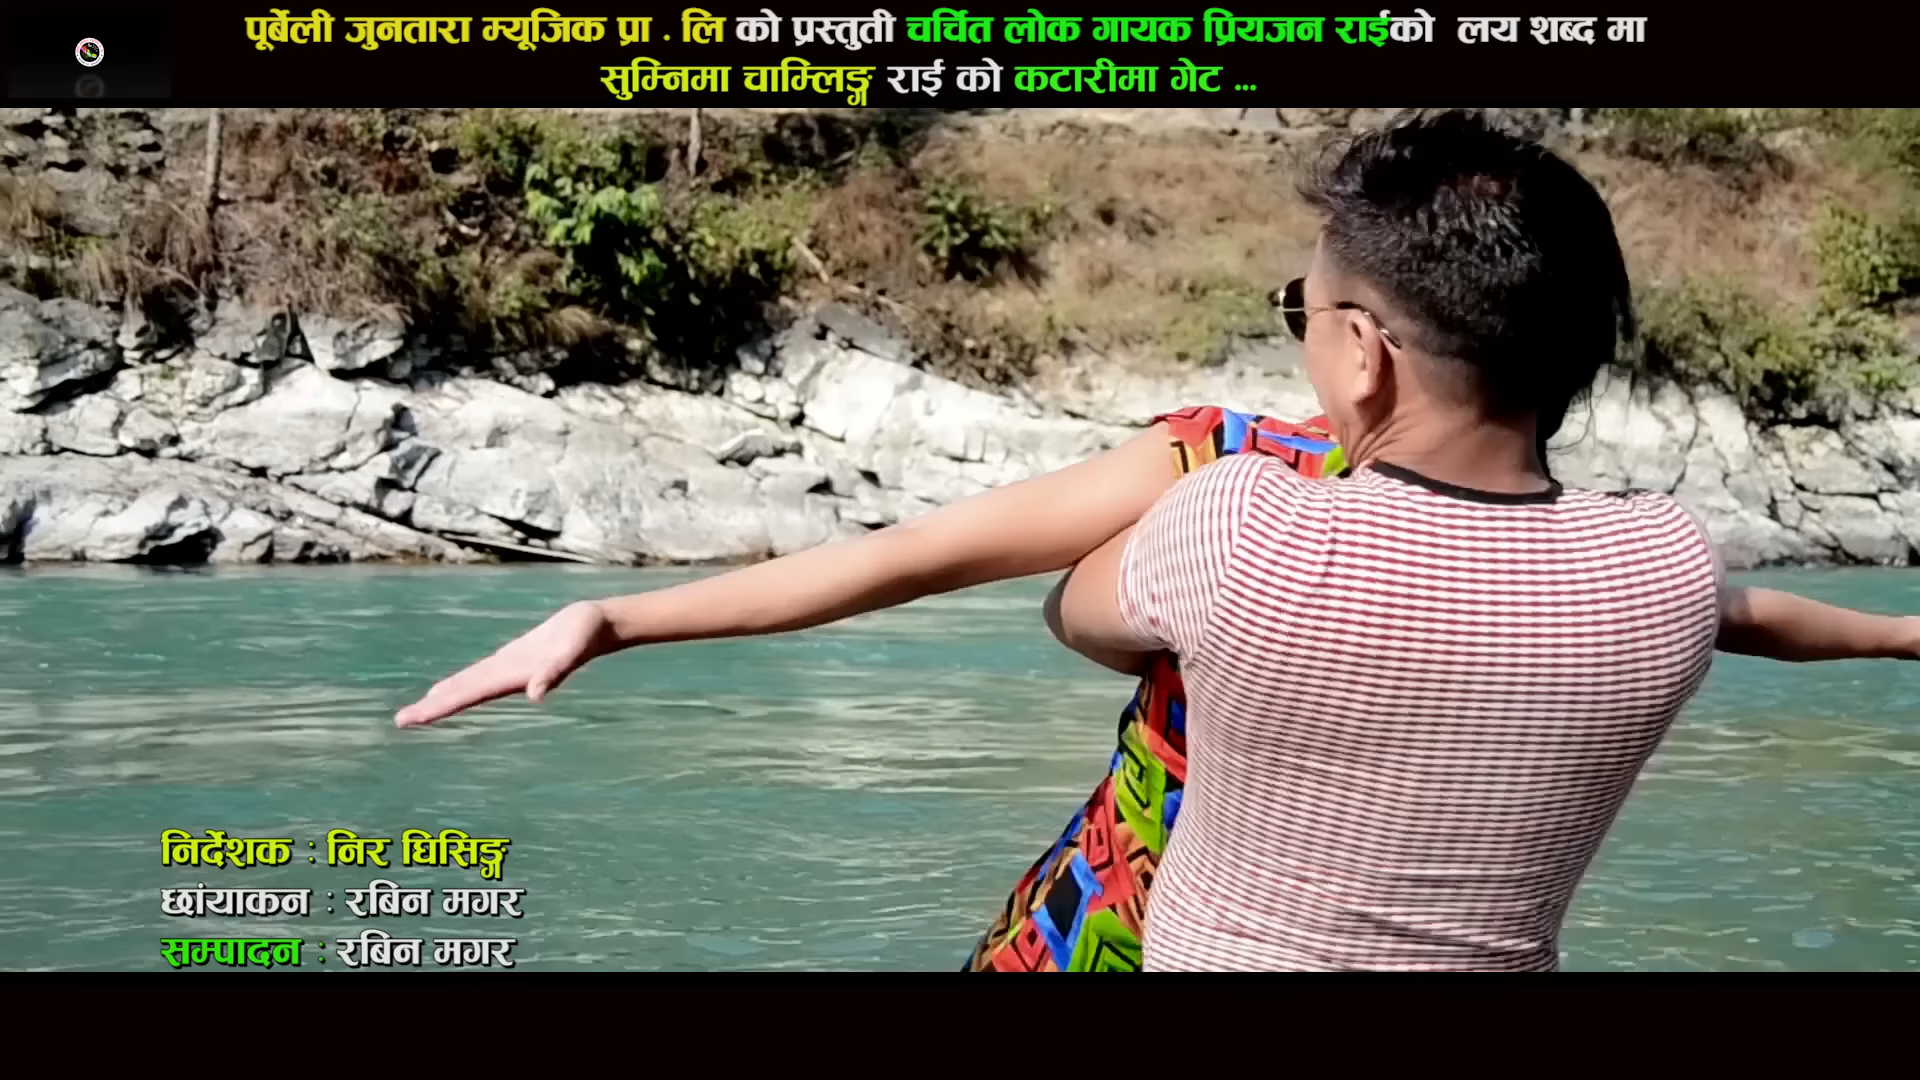 पूर्बेली जुनतारा म्यूजिक प्रा . लि को प्रस्तुती चर्चित लोक गायक प्रियजन राईको लय शब्द मा
सुम्निमा चाम्लिङ्ग राई को कटारीमा गेट ...
निर्देशक : निर घिसिङ्ग
छांयाकन : रबिन मगर
सम्पादन : रबिन मगर